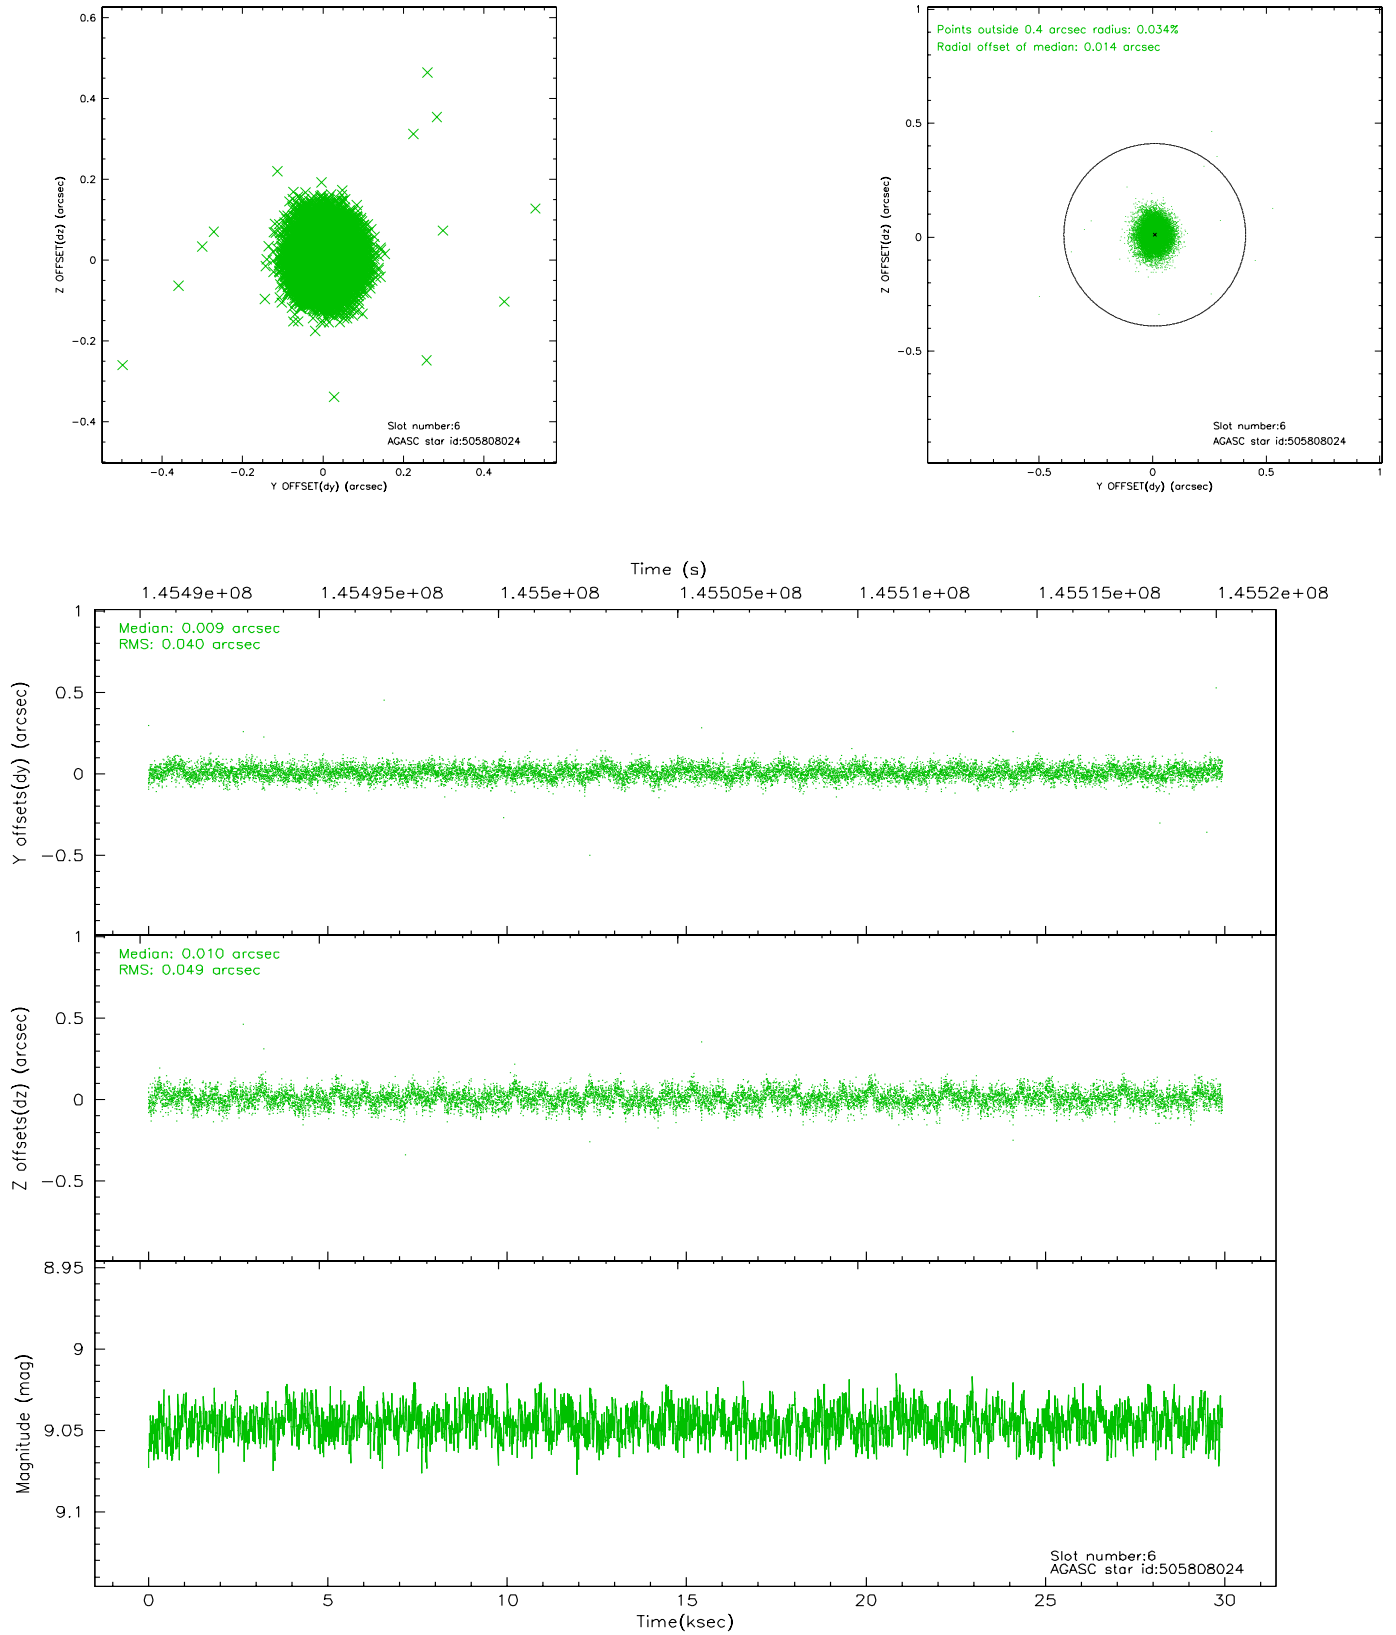 0.6
0.4
0.2
0
−0.2
−0.4
Z OFFSET(dz) (arcsec)
Slot number:6
AGASC star id:505808024
−0.4 −0.2 0 0.2 0.4
Y OFFSET(dy) (arcsec)
Points outside 0.4 arcsec radius: 0.034%
Radial offset of median: 0.014 arcsec
1
0.5
0
−0.5
Z OFFSET(dz) (arcsec)
Slot number:6
AGASC star id:505808024
−0.5 0 0.5 1
Y OFFSET(dy) (arcsec)
Time (s)
1.4549e+08 1.45495e+08 1.455e+08 1.45505e+08 1.4551e+08 1.45515e+08 1.4552e+08
Median: 0.009 arcsec
RMS: 0.040 arcsec
1
0.5
0
−0.5
Y offsets(dy) (arcsec)
Median: 0.010 arcsec
RMS: 0.049 arcsec
1
0.5
0
−0.5
Z offsets(dz) (arcsec)
8.95
9
9.05
9.1
Magnitude (mag)
Slot number:6
AGASC star id:505808024
0 5 10 15 20 25 30
Time(ksec)